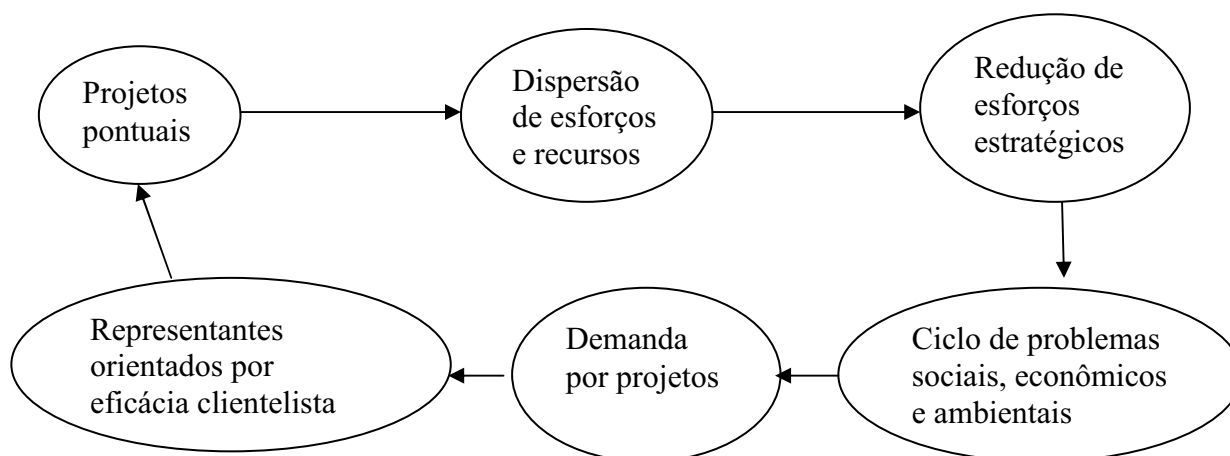 Projetos
pontuais
Dispersão
de esforços
e recursos
Redução de
esforços
estratégicos
Ciclo de problemas
sociais, econômicos
e ambientais
Demanda
por projetos
Representantes
orientados por
eficácia clientelista